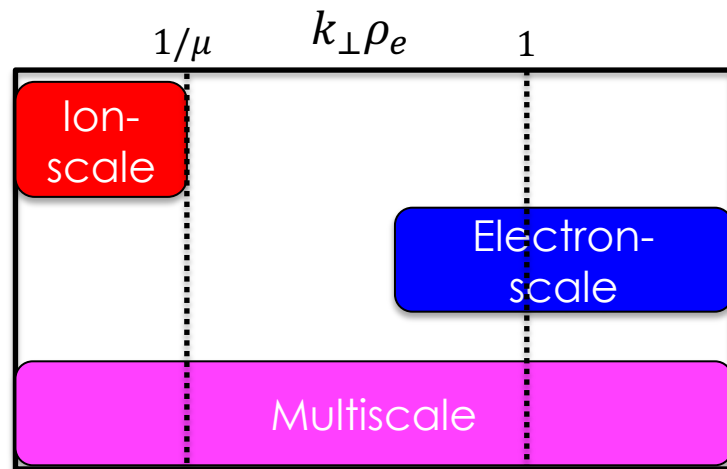 1/μ k⊥ρe 1
Ion-
scale
Electron-
scale
Multiscale